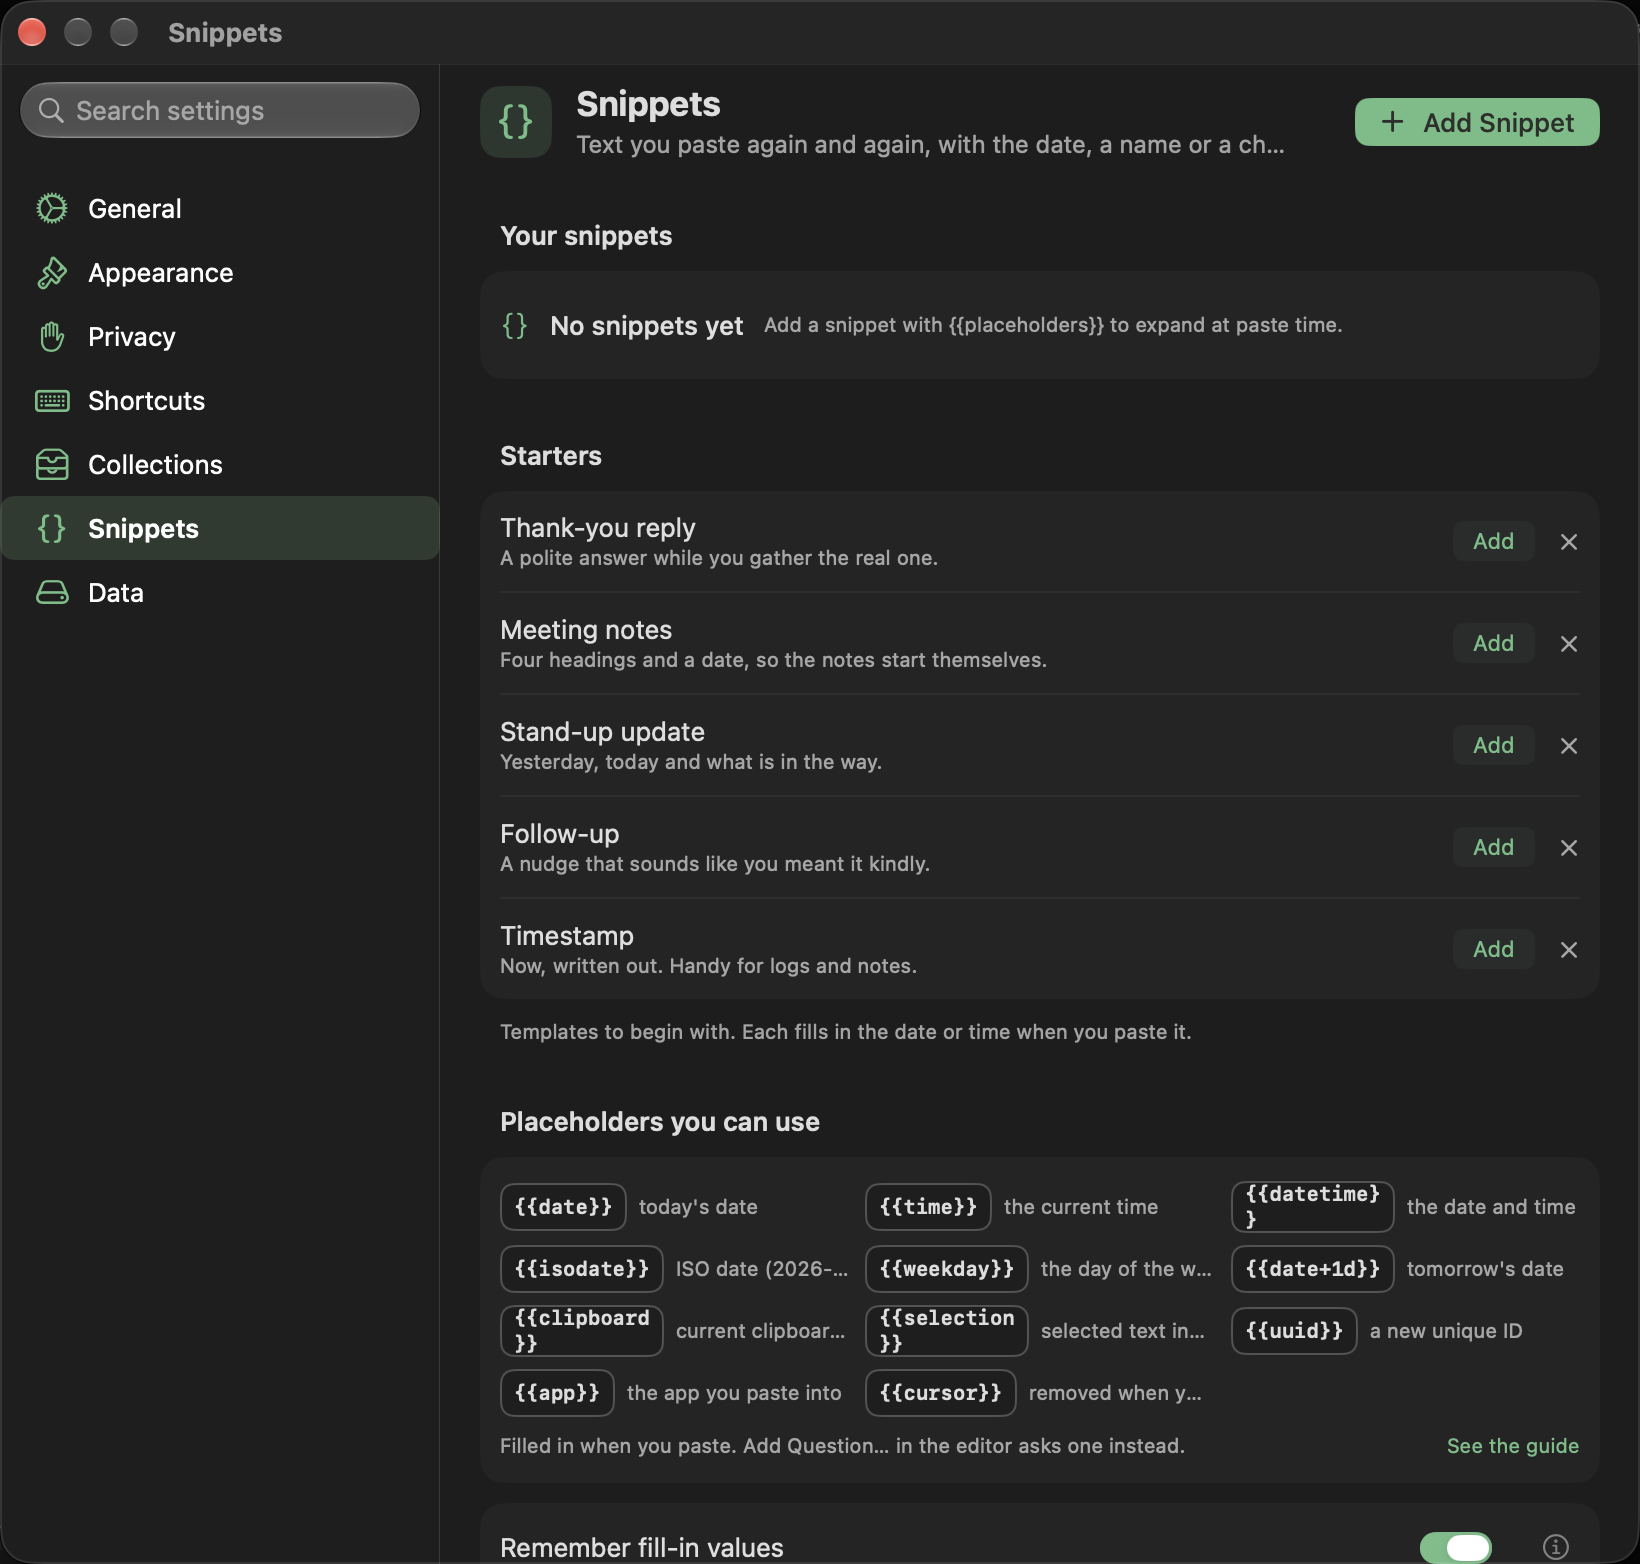 Snippets
Search settings
General
Appearance
Privacy
Shortcuts
Collections
Snippets
Data
{}
Snippets
Text you paste again and again, with the date, a name or a ch...
+ Add Snippet
Your snippets
{} No snippets yet Add a snippet with {{placeholders}} to expand at paste time.
Starters
Thank-you reply
A polite answer while you gather the real one.
Add
Meeting notes
Four headings and a date, so the notes start themselves.
Add
Stand-up update
Yesterday, today and what is in the way.
Add
Follow-up
A nudge that sounds like you meant it kindly.
Add
Timestamp
Now, written out. Handy for logs and notes.
Add
Templates to begin with. Each fills in the date or time when you paste it.
Placeholders you can use
{{date}} today's date
{{time}} the current time
{{datetime}
}
the date and time
{{isodate}} ISO date (2026-...
{{weekday}} the day of the w...
{{date+1d}} tomorrow's date
{{clipboard
}}
current clipboar...
{{selection
}}
selected text in...
{{uuid}} a new unique ID
{{app}} the app you paste into
{{cursor}} removed when y...
Filled in when you paste. Add Question... in the editor asks one instead.
See the guide
Remember fill-in values